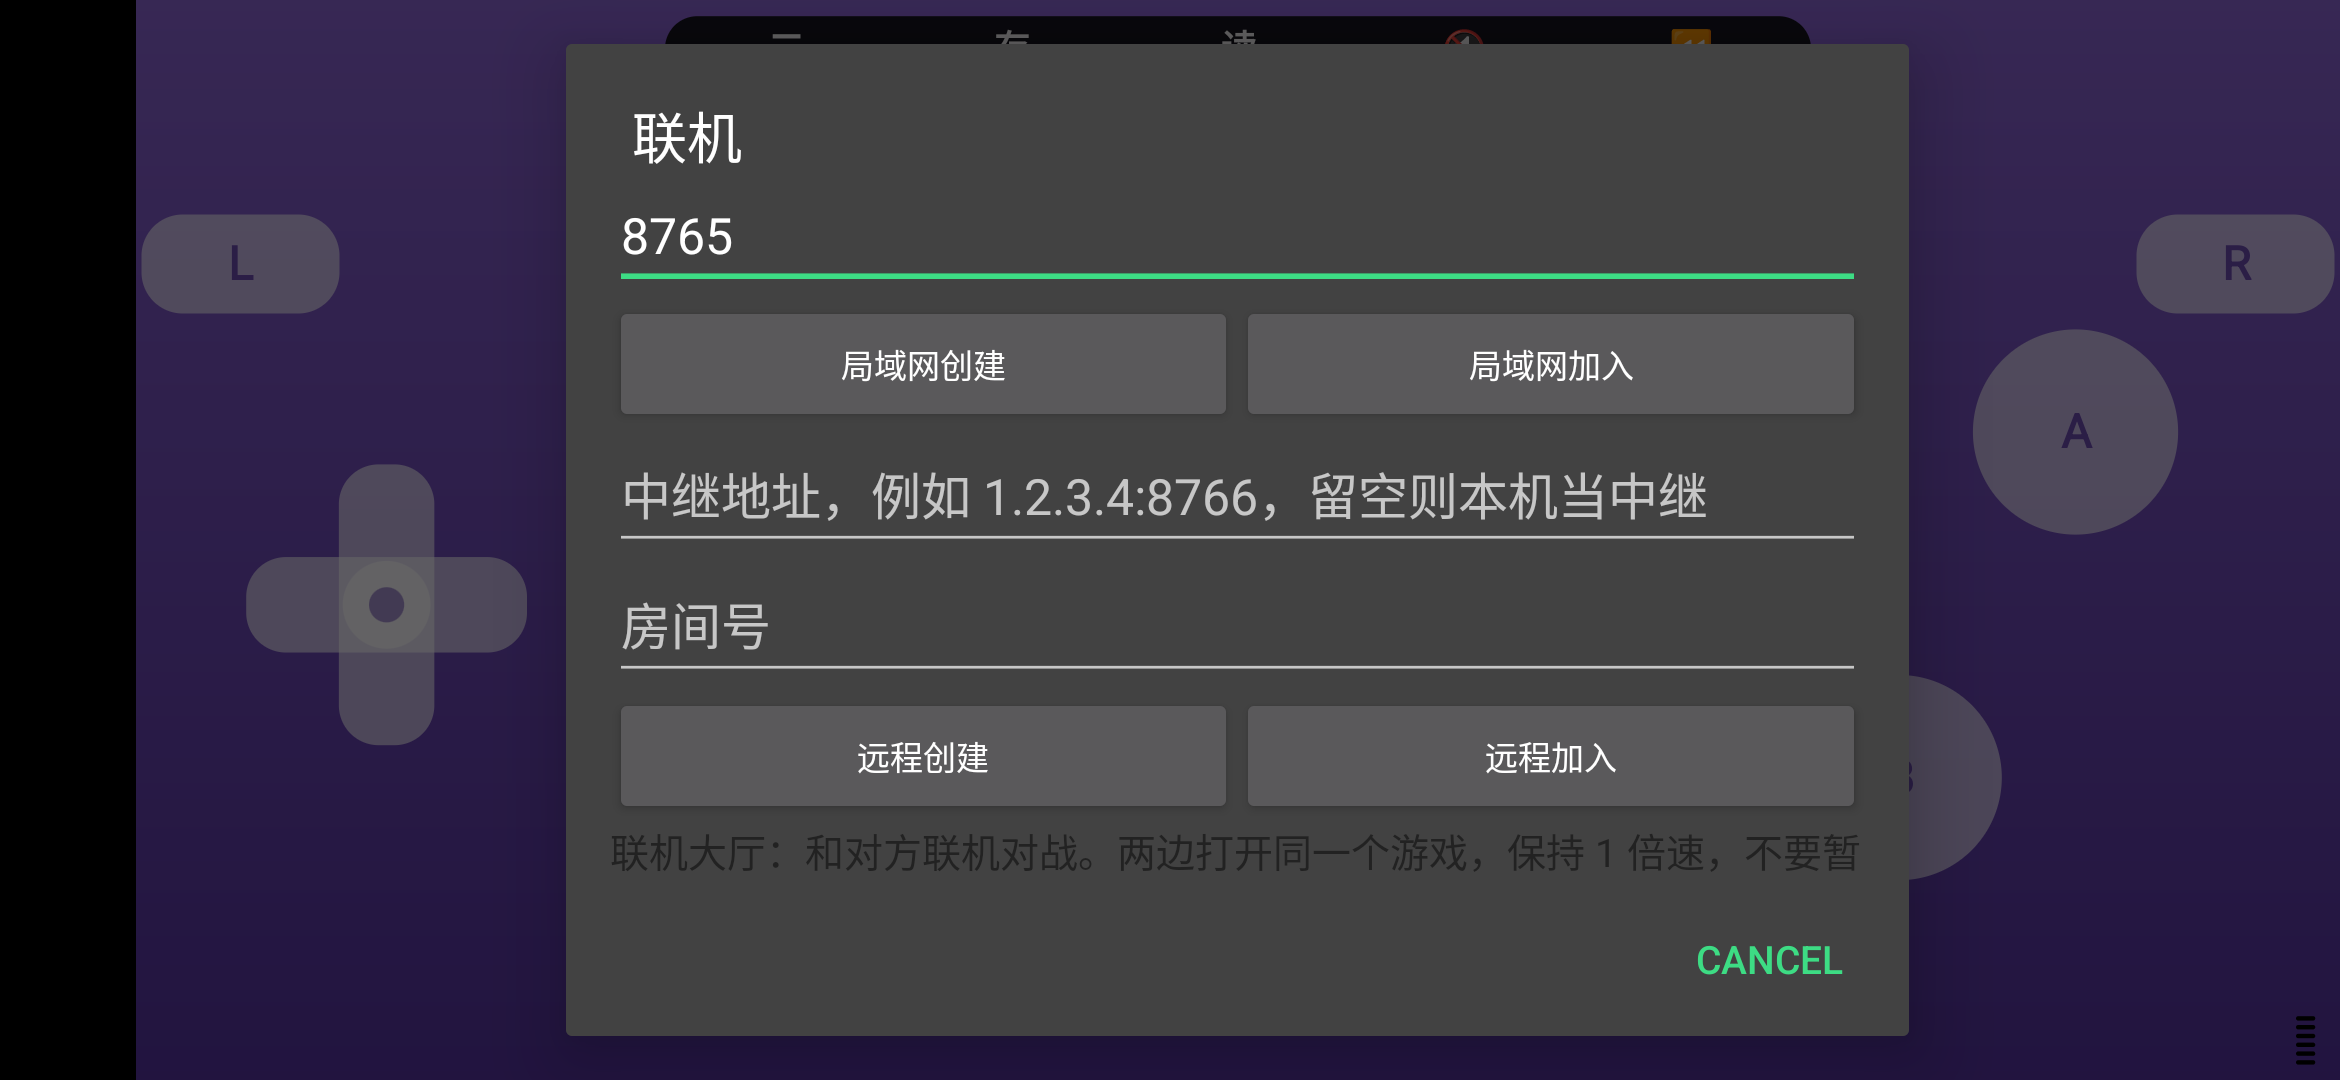 联机
8765
局域网创建
局域网加入
中继地址，例如 1.2.3.4:8766，留空则本机当中继
房间号
远程创建
远程加入
联机大厅：和对方联机对战。两边打开同一个游戏，保持 1 倍速，不要暂
CANCEL
L
R
A